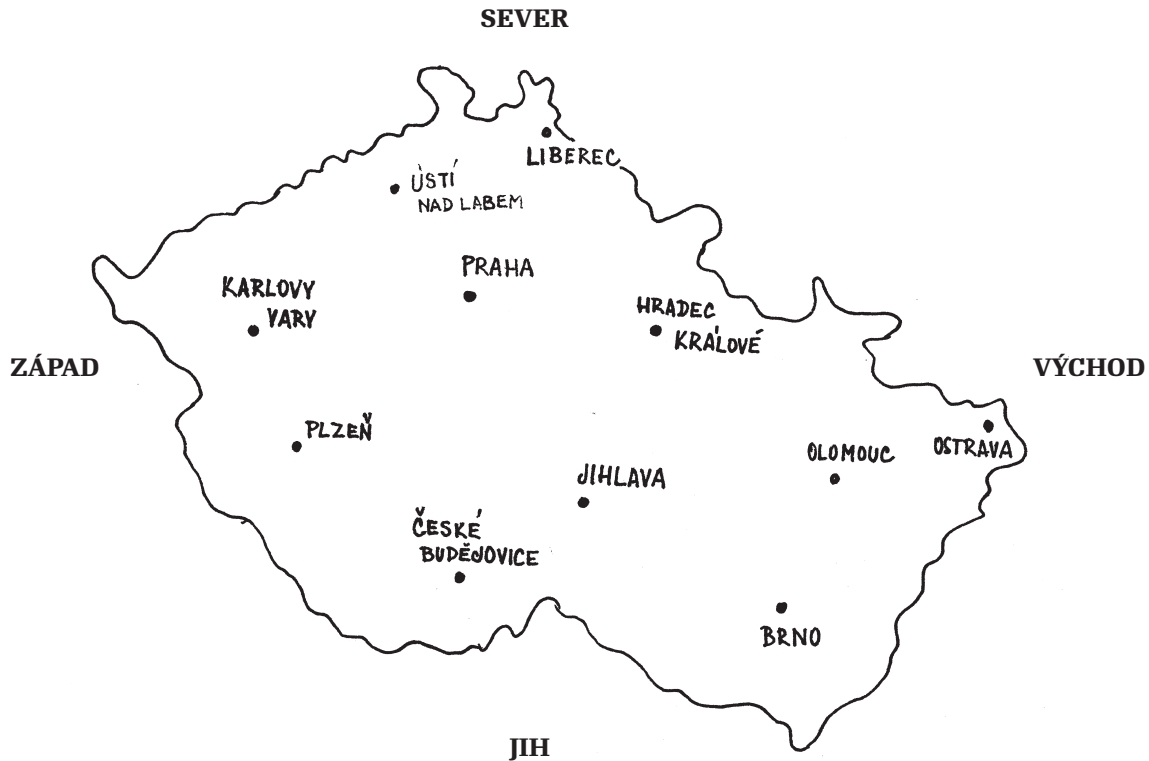 SEVER
LIBEREC
ÚSTÍ
NAD LABEM
PRAHA
KARLOVY
VARY
HRADEC
KRÁLOVÉ
ZÁPAD
VÝCHOD
PLZEŇ
OSTRAVA
OLOMOUC
JIHLAVA
ČESKÉ
BUDĚJOVICE
BRNO
JIH